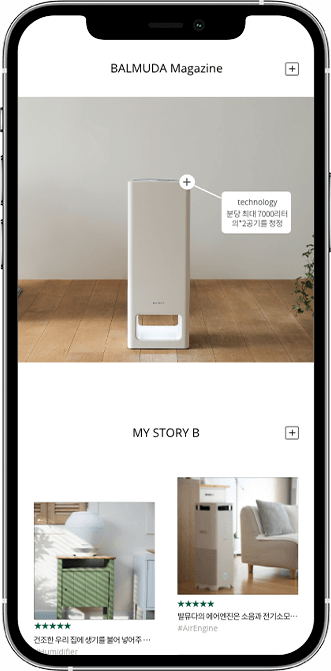 BALMUDA Magazine
technology
분당 최대 7000리터
의*2공기를 청정
MY STORY B
★★★★★
발뮤다의 에어엔진은 소음과 전기소모···
#AirEngine
★★★★★
건조한 우리 집에 생기를 불어 넣어주 ···
#Humidifier